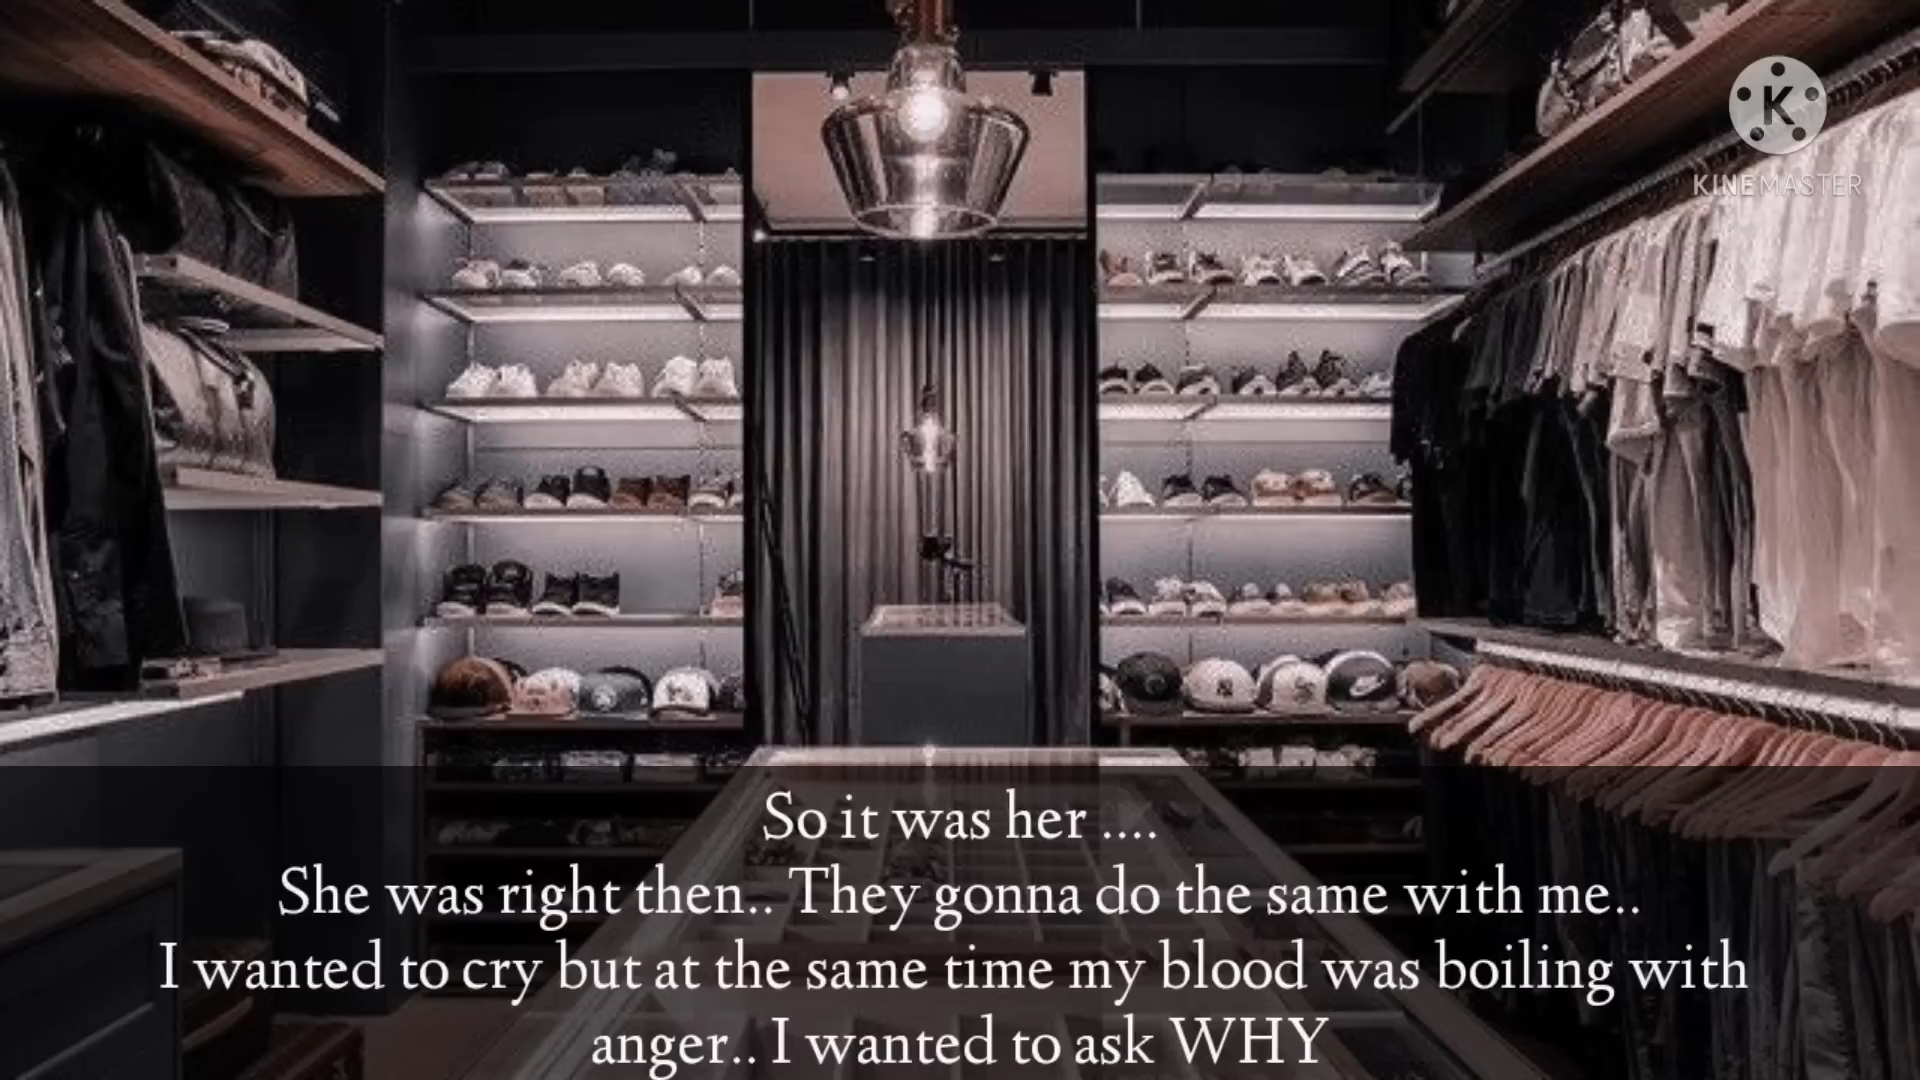 K
KINEMASTER
So it was her ....
She was right then.. They gonna do the same with me..
I wanted to cry but at the same time my blood was boiling with
anger.. I wanted to ask WHY